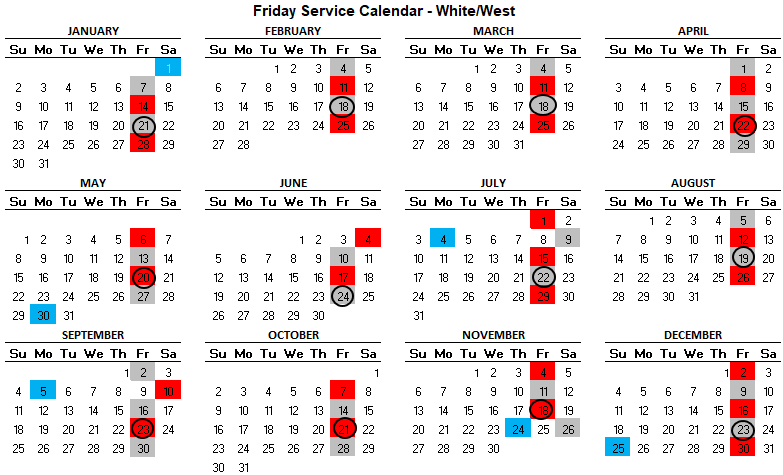 Friday Service Calendar - White/West
JANUARY
Su Mo Tu We Th Fr Sa
1
2 3 4 5 6 7 8
9 10 11 12 13 14 15
16 17 18 19 20 21 22
23 24 25 26 27 28 29
30 31
FEBRUARY
Su Mo Tu We Th Fr Sa
1 2 3 4 5
6 7 8 9 10 11 12
13 14 15 16 17 18 19
20 21 22 23 24 25 26
27 28
MARCH
Su Mo Tu We Th Fr Sa
1 2 3 4 5
6 7 8 9 10 11 12
13 14 15 16 17 18 19
20 21 22 23 24 25 26
27 28 29 30 31
APRIL
Su Mo Tu We Th Fr Sa
1 2
3 4 5 6 7 8 9
10 11 12 13 14 15 16
17 18 19 20 21 22 23
24 25 26 27 28 29 30
MAY
Su Mo Tu We Th Fr Sa
1 2 3 4 5 6 7
8 9 10 11 12 13 14
15 16 17 18 19 20 21
22 23 24 25 26 27 28
29 30 31
JUNE
Su Mo Tu We Th Fr Sa
1 2 3 4
5 6 7 8 9 10 11
12 13 14 15 16 17 18
19 20 21 22 23 24 25
26 27 28 29 30
JULY
Su Mo Tu We Th Fr Sa
1 2
3 4 5 6 7 8 9
10 11 12 13 14 15 16
17 18 19 20 21 22 23
24 25 26 27 28 29 30
31
AUGUST
Su Mo Tu We Th Fr Sa
1 2 3 4 5 6
7 8 9 10 11 12 13
14 15 16 17 18 19 20
21 22 23 24 25 26 27
28 29 30 31
SEPTEMBER
Su Mo Tu We Th Fr Sa
1 2 3
4 5 6 7 8 9 10
11 12 13 14 15 16 17
18 19 20 21 22 23 24
25 26 27 28 29 30
OCTOBER
Su Mo Tu We Th Fr Sa
1
2 3 4 5 6 7 8
9 10 11 12 13 14 15
16 17 18 19 20 21 22
23 24 25 26 27 28 29
30 31
NOVEMBER
Su Mo Tu We Th Fr Sa
1 2 3 4 5
6 7 8 9 10 11 12
13 14 15 16 17 18 19
20 21 22 23 24 25 26
27 28 29 30
DECEMBER
Su Mo Tu We Th Fr Sa
1 2 3
4 5 6 7 8 9 10
11 12 13 14 15 16 17
18 19 20 21 22 23 24
25 26 27 28 29 30 31